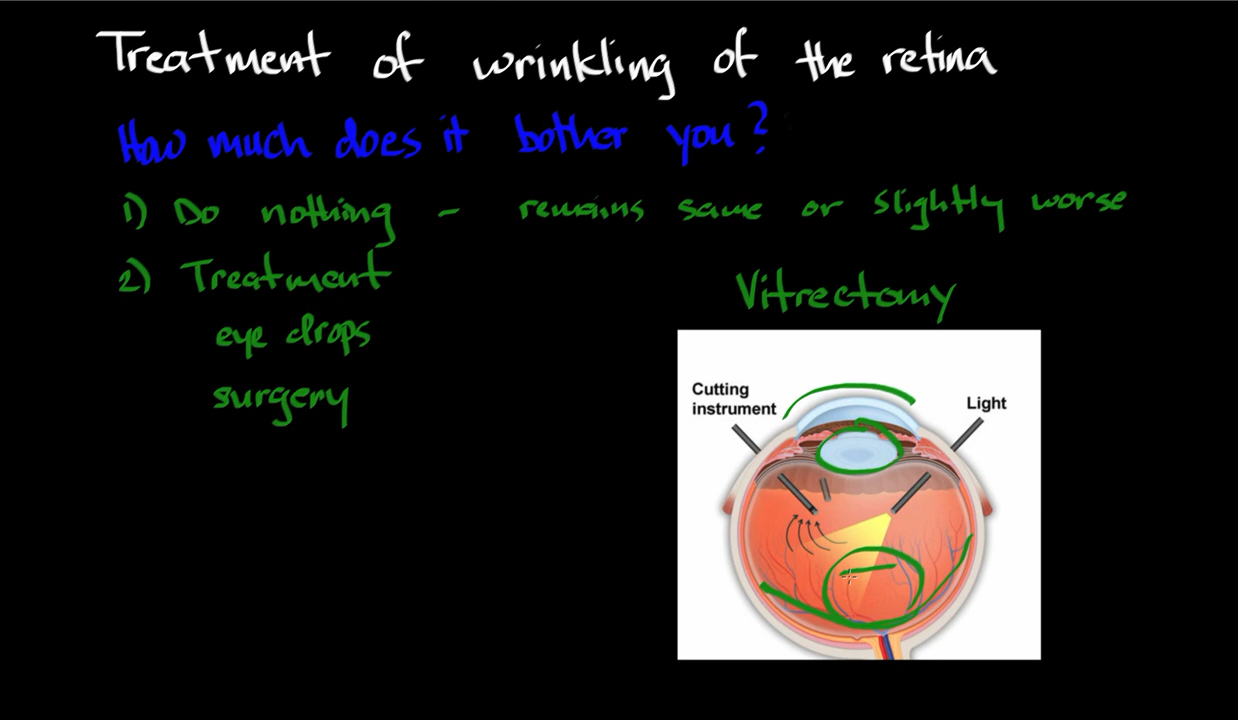 Treatment of wrinkling of the retina
How much does it bother you?
1) Do nothing - remains same or slightly worse
2) Treatment
eye drops
surgery
Vitrectomy
Cutting
instrument
Light